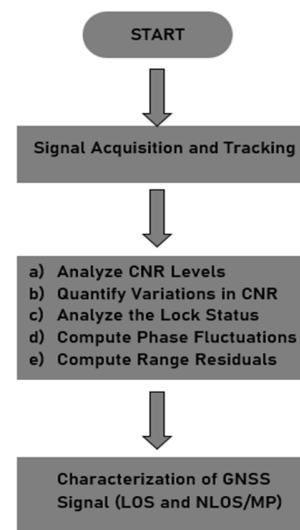 START
Signal Acquisition and Tracking
a) Analyze CNR Levels
b) Quantify Variations in CNR
c) Analyze the Lock Status
d) Compute Phase Fluctuations
e) Compute Range Residuals
Characterization of GNSS
Signal (LOS and NLOS/MP)